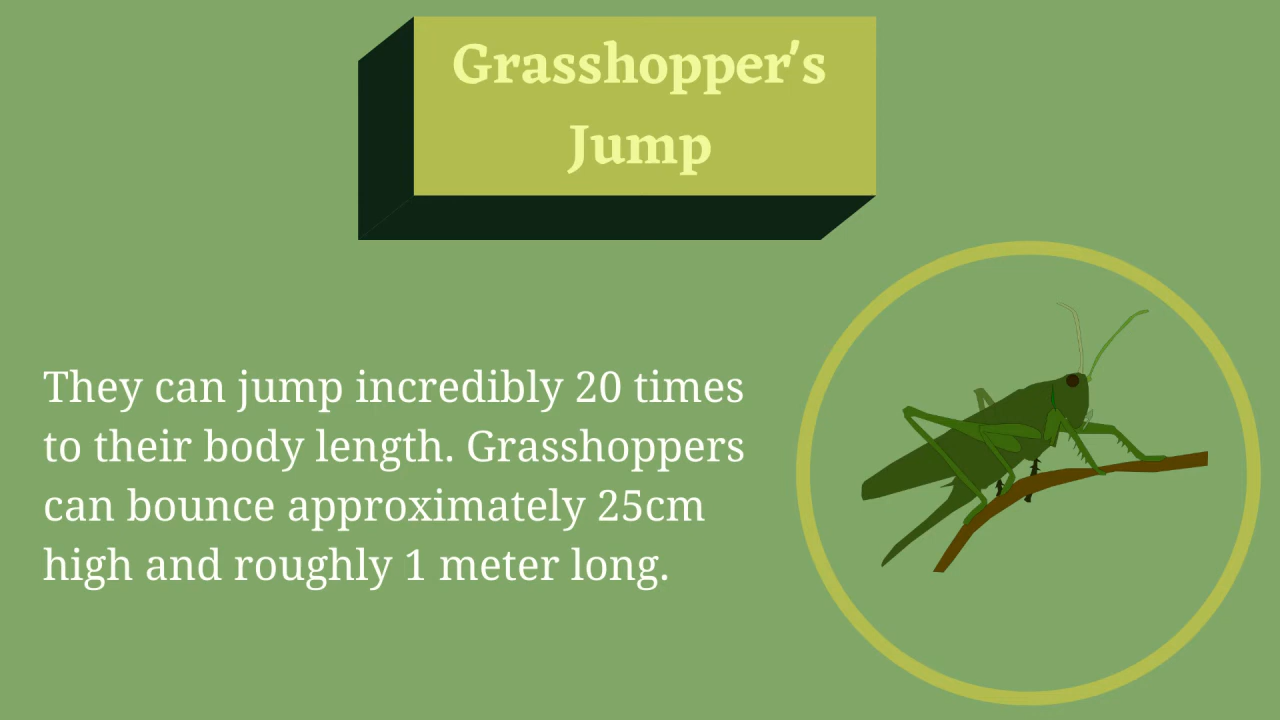 Grasshopper's
Jump
They can jump incredibly 20 times
to their body length. Grasshoppers
can bounce approximately 25cm
high and roughly 1 meter long.